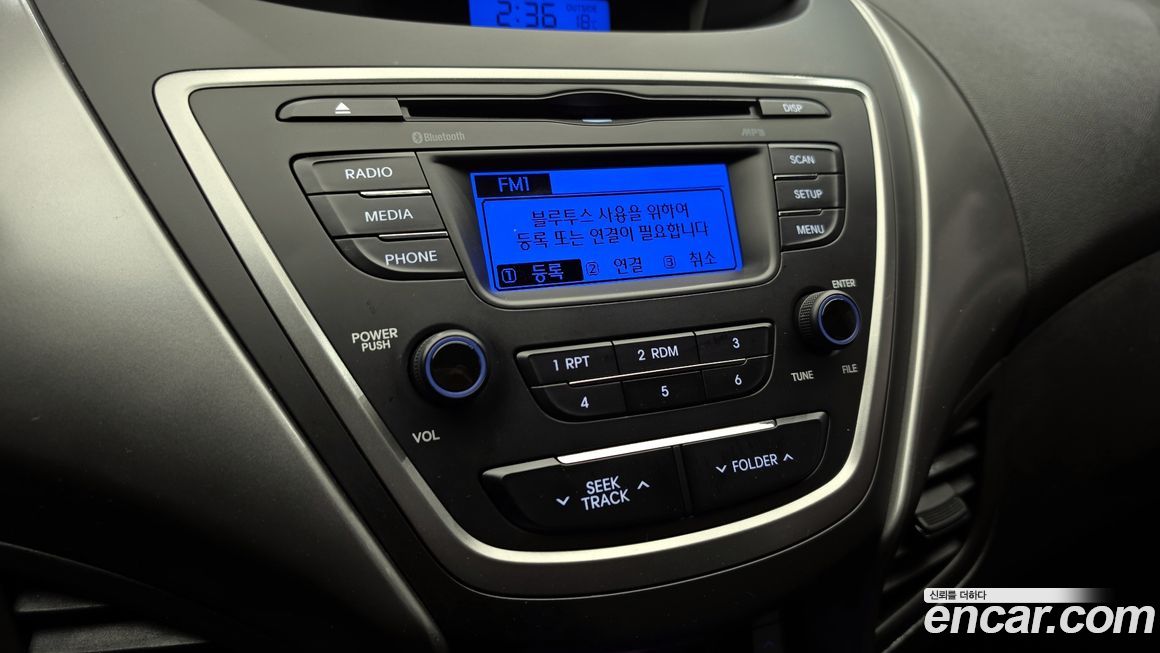 2:36 OUTSIDE 18°C
DISP
Bluetooth
MP3
RADIO
MEDIA
PHONE
FM1
블루투스 사용을 위하여
등록 또는 연결이 필요합니다
① 등록 ② 연결 ③ 취소
SCAN
SETUP
MENU
POWER
PUSH
VOL
ENTER
TUNE
FILE
1 RPT
2 RDM
3
4
5
6
SEEK
TRACK
FOLDER
신뢰를 더하다
encar.com